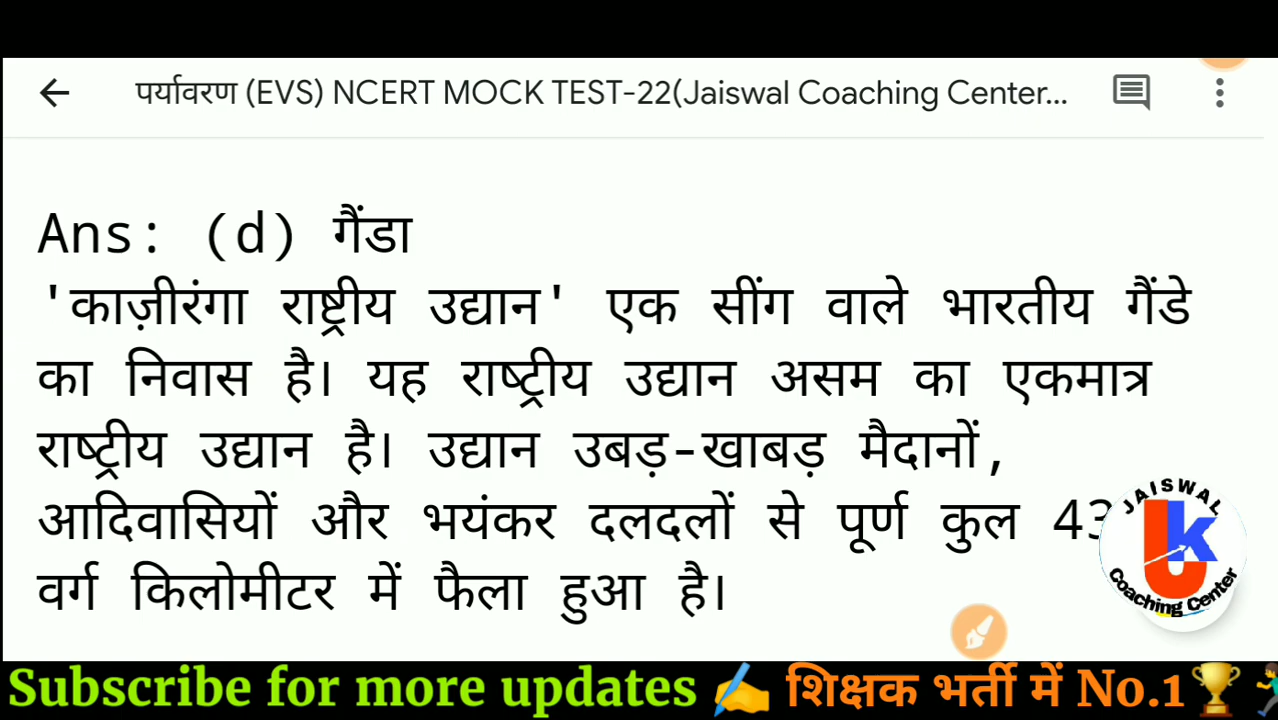 पर्यावरण (EVS) NCERT MOCK TEST-22(Jaiswal Coaching Center...
Ans: (d) गैंडा
'काज़ीरंगा राष्ट्रीय उद्यान' एक सींग वाले भारतीय गैंडे
का निवास है। यह राष्ट्रीय उद्यान असम का एकमात्र
राष्ट्रीय उद्यान है। उद्यान उबड़-खाबड़ मैदानों,
आदिवासियों और भयंकर दलदलों से पूर्ण कुल
वर्ग किलोमीटर में फैला हुआ है।
JAISWAL
UK
Coaching Center
Subscribe for more updates ✍️ शिक्षक भर्ती में No.1🏆